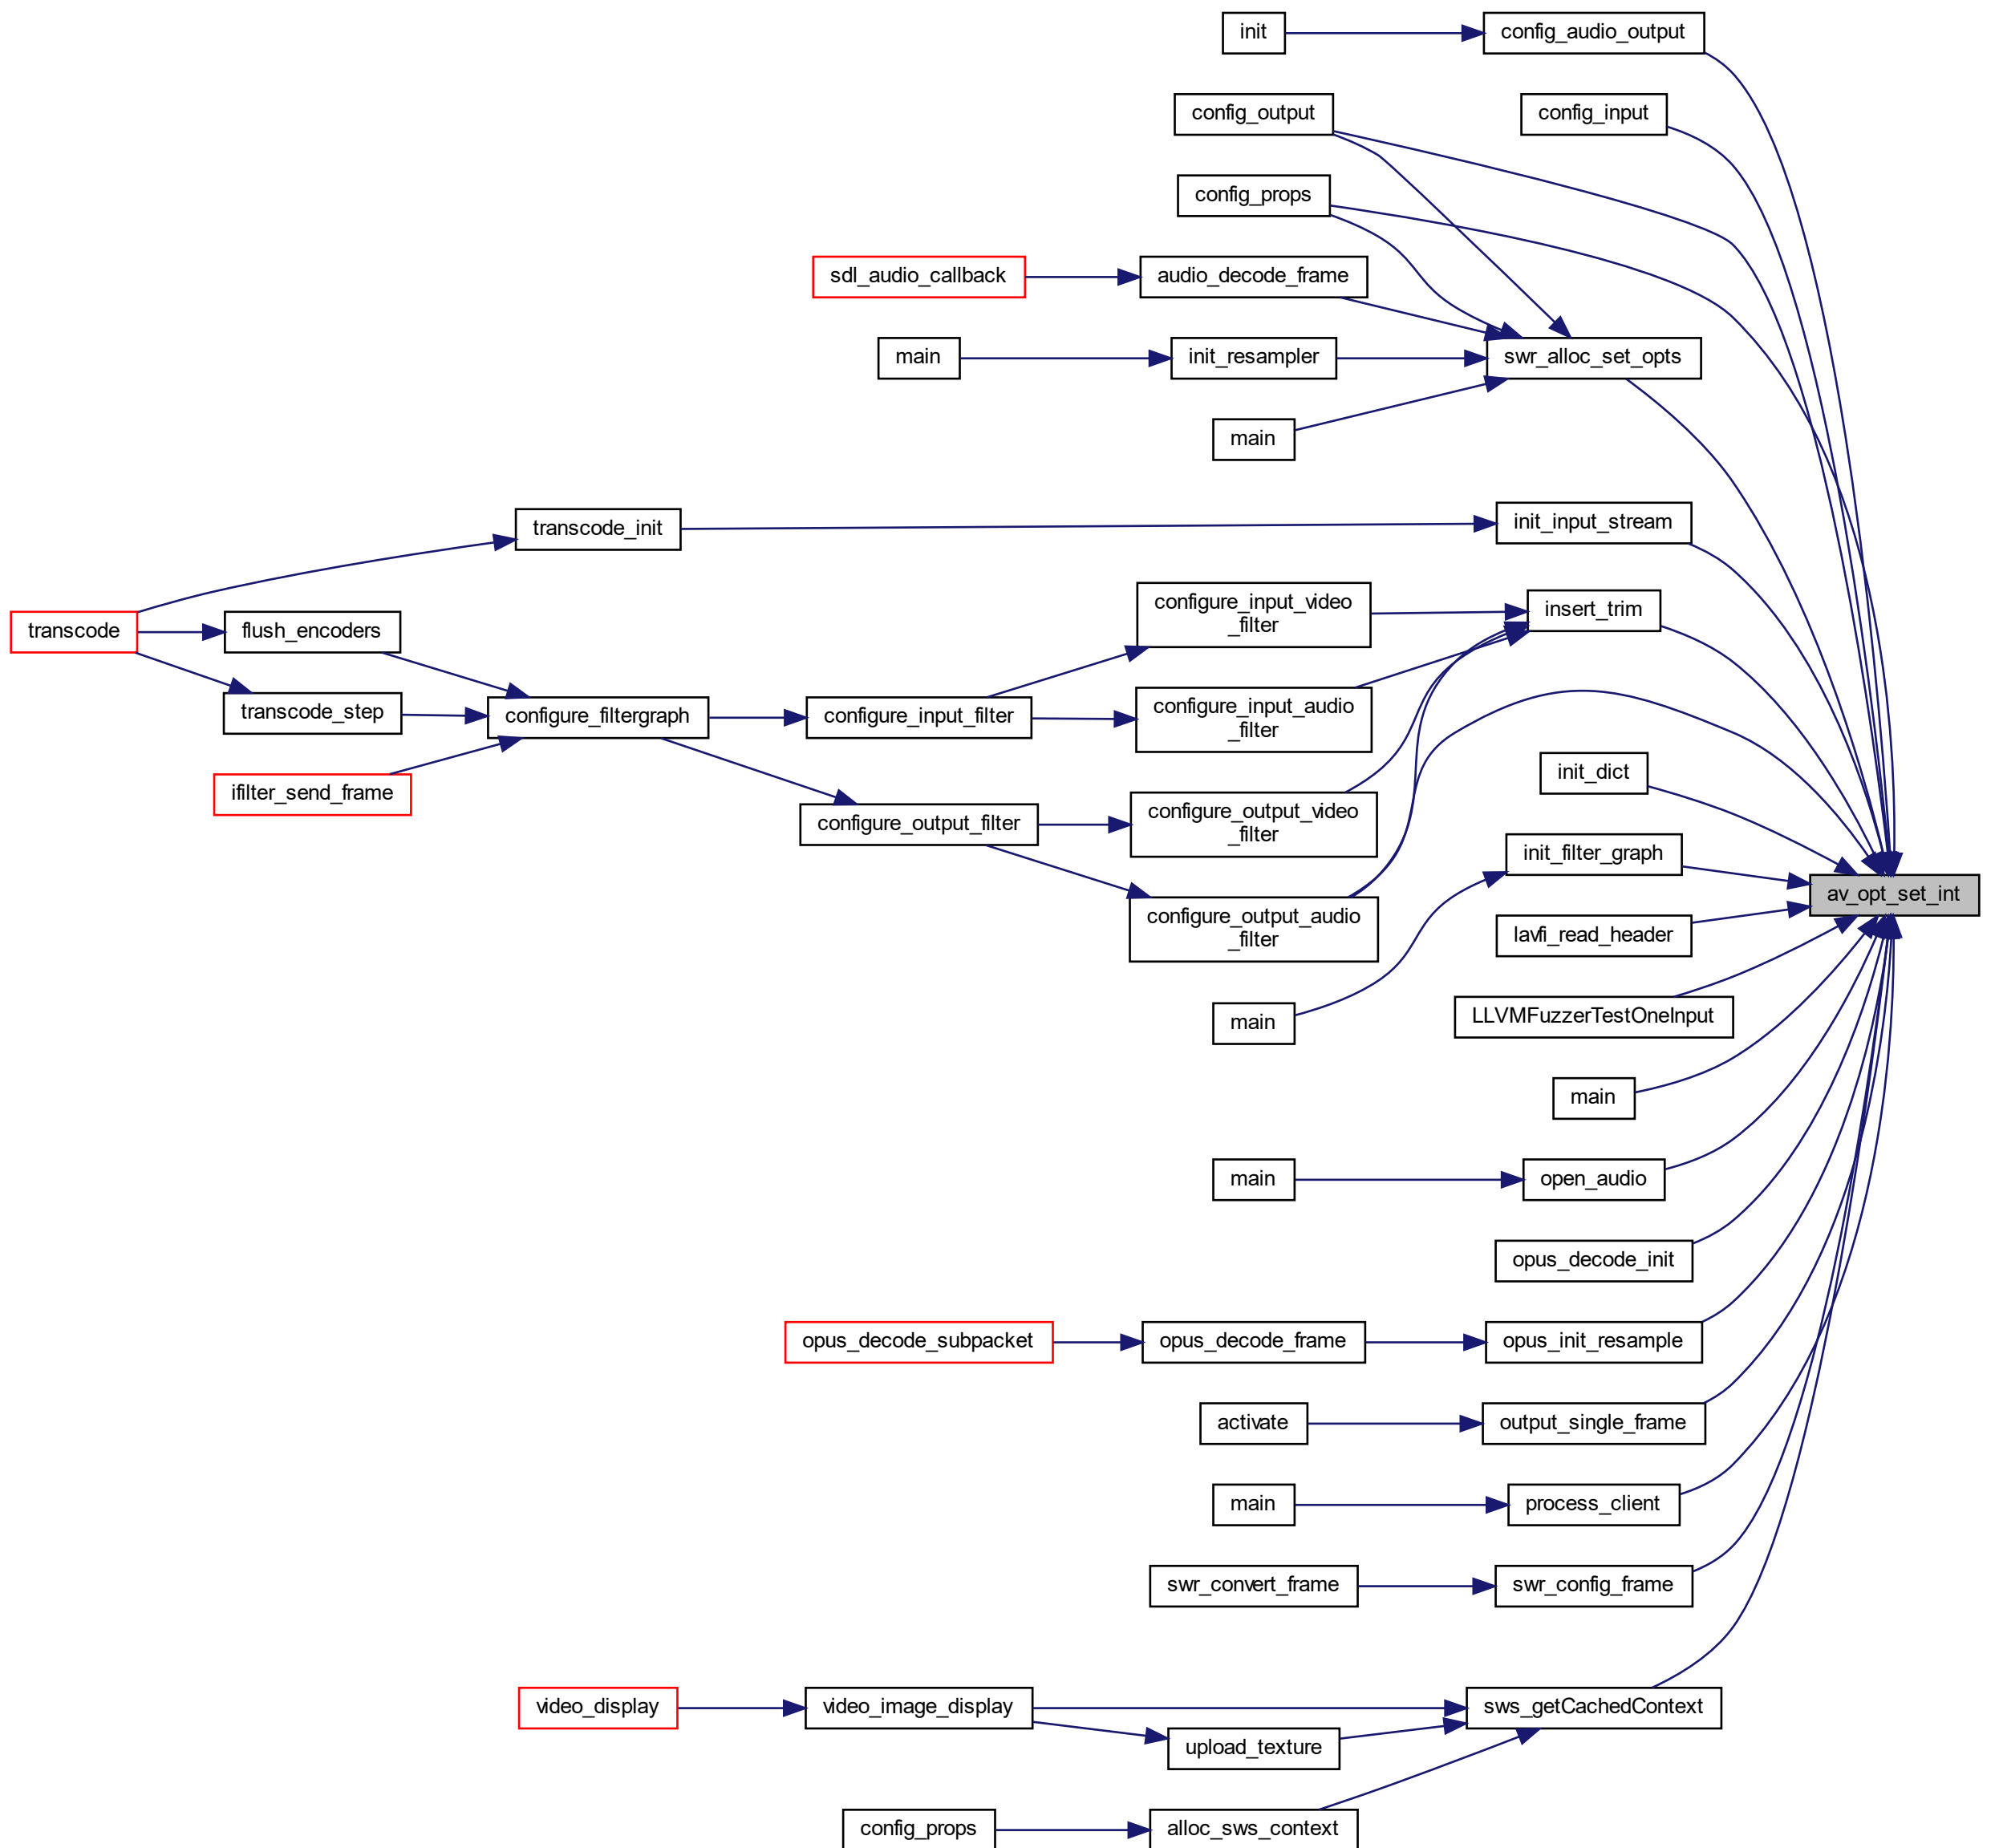 init
config_audio_output
config_output
config_input
config_props
sdl_audio_callback
audio_decode_frame
main
init_resampler
swr_alloc_set_opts
main
transcode_init
init_input_stream
transcode
flush_encoders
configure_input_video
_filter
insert_trim
transcode_step
configure_filtergraph
configure_input_filter
configure_input_audio
_filter
ifilter_send_frame
init_dict
configure_output_filter
configure_output_video
_filter
init_filter_graph
av_opt_set_int
configure_output_audio
_filter
lavfi_read_header
main
LLVMFuzzerTestOneInput
main
main
open_audio
opus_decode_init
opus_decode_subpacket
opus_decode_frame
opus_init_resample
activate
output_single_frame
main
process_client
swr_convert_frame
swr_config_frame
video_display
video_image_display
sws_getCachedContext
upload_texture
config_props
alloc_sws_context